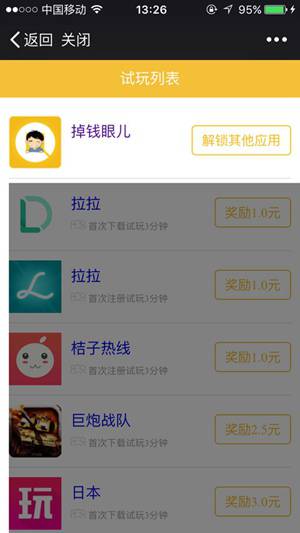 中国移动 13:26 95%
返回 关闭
试玩列表
掉钱眼儿
解锁其他应用
拉拉
首次下载试玩3分钟
奖励1.0元
拉拉
首次注册试玩3分钟
奖励1.0元
桔子热线
首次注册试玩3分钟
奖励1.0元
巨炮战队
首次下载试玩3分钟
奖励2.5元
玩
日本
首次下载试玩3分钟
奖励3.0元